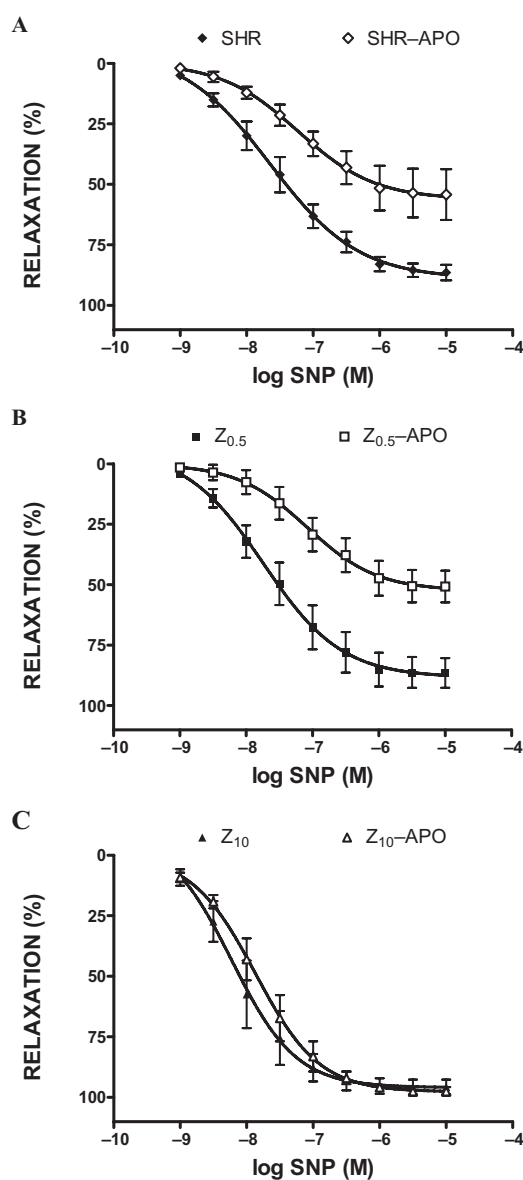 A
SHR SHR–APO
0
25
50
75
100
RELAXATION (%)
–10 –9 –8 –7 –6 –5 –4
log SNP (M)
B
Z0.5 Z0.5–APO
0
25
50
75
100
RELAXATION (%)
–10 –9 –8 –7 –6 –5 –4
log SNP (M)
C
Z10 Z10–APO
0
25
50
75
100
RELAXATION (%)
–10 –9 –8 –7 –6 –5 –4
log SNP (M)